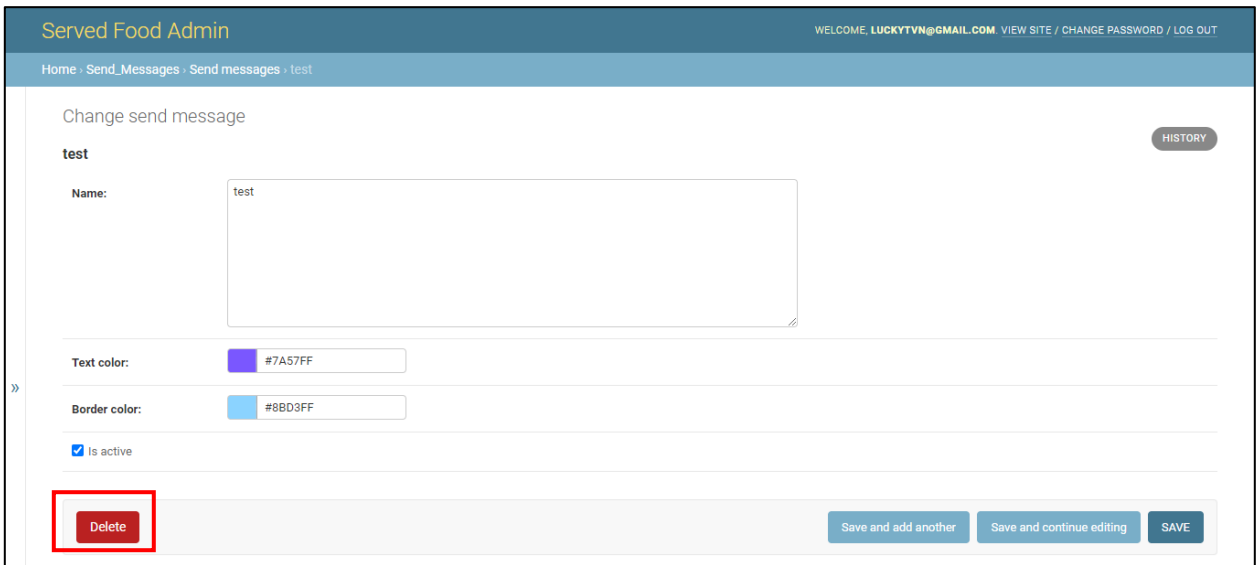 Served Food Admin
WELCOME, LUCKYTVN@GMAIL.COM. VIEW SITE / CHANGE PASSWORD / LOG OUT
Home › Send_Messages › Send messages › test
Change send message
HISTORY
test
Name:
test
Text color:
#7A57FF
»
Border color:
#8BD3FF
Is active
Delete
Save and add another
Save and continue editing
SAVE